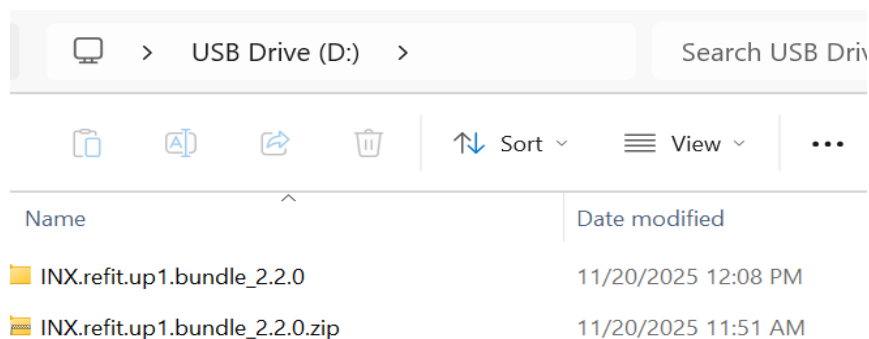 USB Drive (D:)
Search USB
Sort
View
Name
Date modified
INX.refit.up1.bundle_2.2.0
11/20/2025 12:08 PM
INX.refit.up1.bundle_2.2.0.zip
11/20/2025 11:51 AM